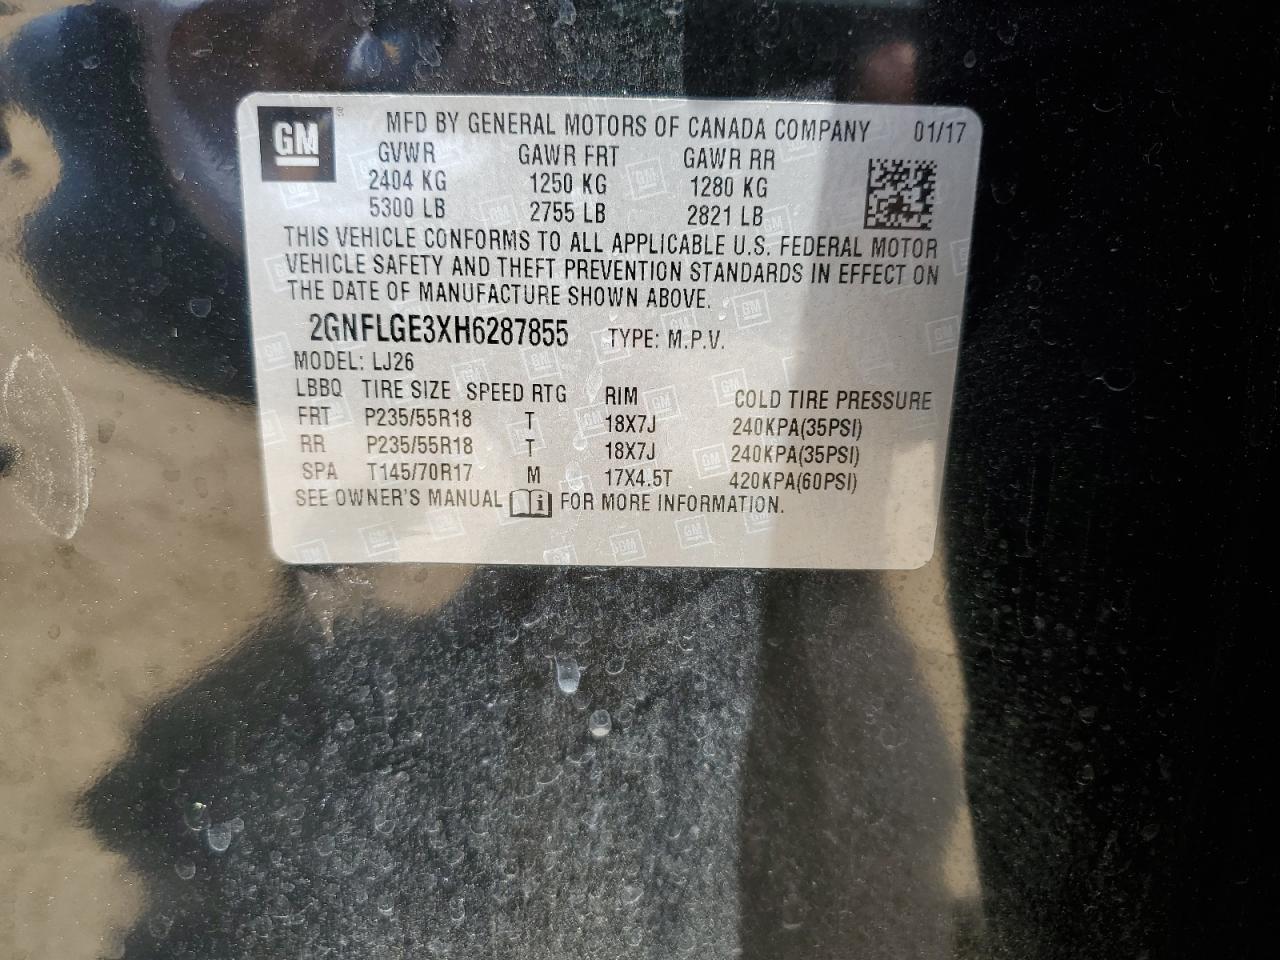 GM ® MFD BY GENERAL MOTORS OF CANADA COMPANY 01/17
GVWR GAWR FRT GAWR RR
2404 KG 1250 KG 1280 KG
5300 LB 2755 LB 2821 LB
THIS VEHICLE CONFORMS TO ALL APPLICABLE U.S. FEDERAL MOTOR
VEHICLE SAFETY AND THEFT PREVENTION STANDARDS IN EFFECT ON
THE DATE OF MANUFACTURE SHOWN ABOVE.
2GNFLGE3XH6287855 TYPE: M.P.V.
MODEL: LJ26
LBBQ TIRE SIZE SPEED RTG RIM COLD TIRE PRESSURE
FRT P235/55R18 T 18X7J 240KPA(35PSI)
RR P235/55R18 T 18X7J 240KPA(35PSI)
SPA T145/70R17 M 17X4.5T 420KPA(60PSI)
SEE OWNER'S MANUAL i FOR MORE INFORMATION.